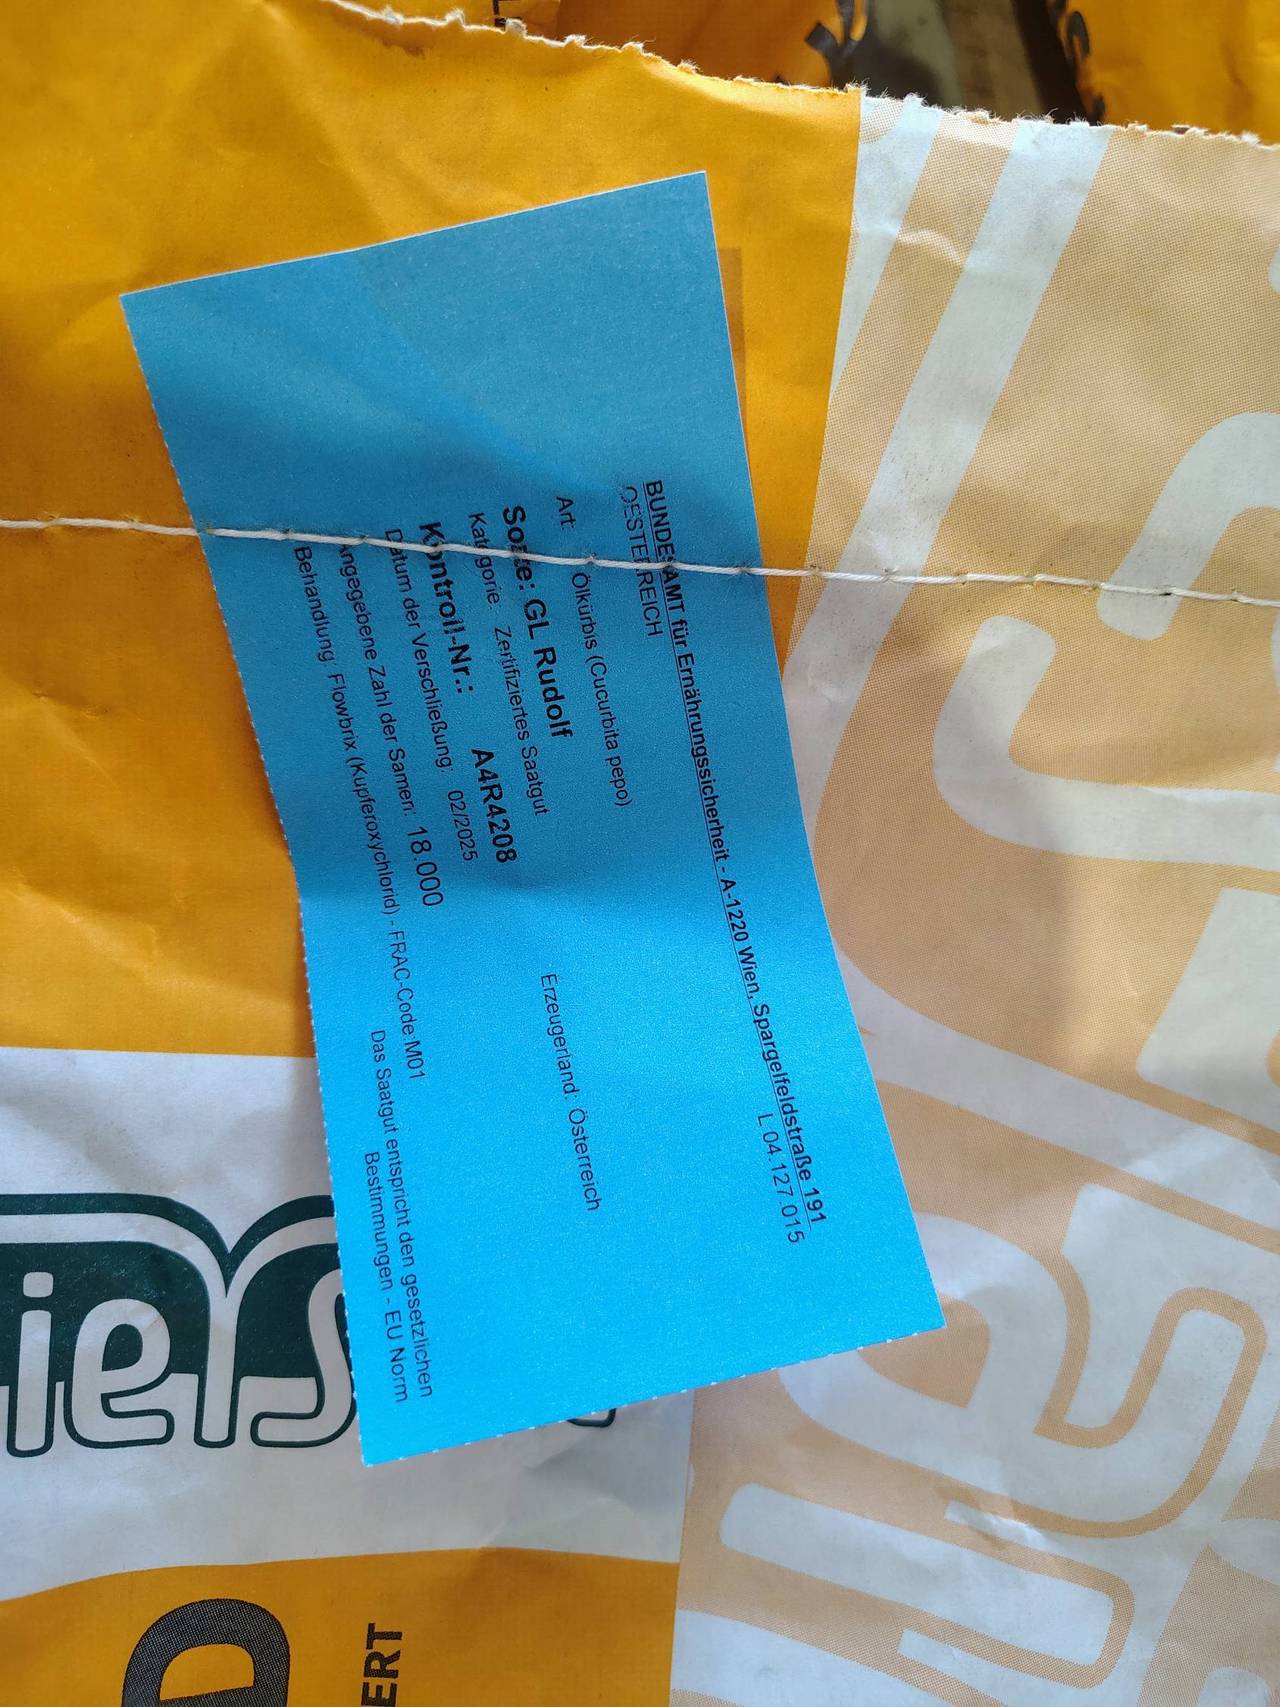 BUNDESAMT für Ernährungssicherheit - A-1220 Wien, Spargelfeldstraße 191
OESTERREICH L 04.127.015
Art: Ölkürbis (Cucurbita pepo)
Sorte: GL Rudolf Erzeugerland: Österreich
Kategorie: Zertifiziertes Saatgut
Kontroll-Nr.: A4R4208
Datum der Verschließung: 02/2025
Angegebene Zahl der Samen: 18.000
Behandlung: Flowbrix (Kupferoxychlorid) - FRAC-Code:M01
Das Saatgut entspricht den gesetzlichen
Bestimmungen - EU Norm
iers
D
ERT